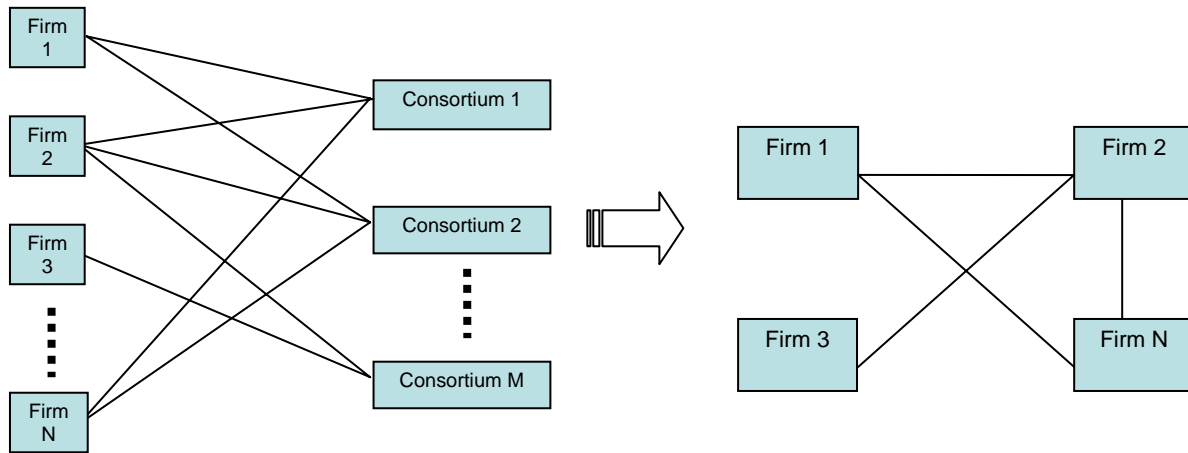 Firm
1
Firm
2
Firm
3
Firm
N
Consortium 1
Consortium 2
Consortium M
Firm 1
Firm 2
Firm 3
Firm N